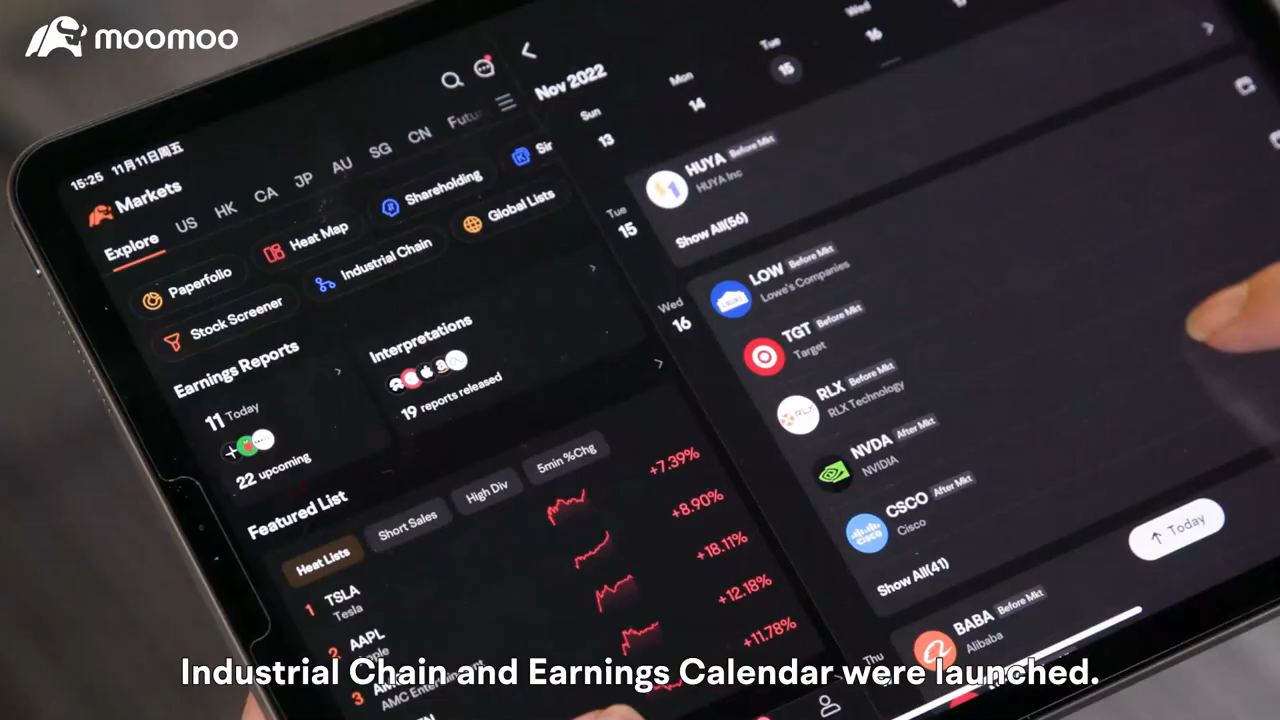 moomoo
15:25 11月11日周五
Markets
Explore US HK CA JP AU SG CN
Paperfolio
Heat Map
Shareholding
Stock Screener
Industrial Chain
Global Lists
Earnings Reports
11 Today
22 upcoming
Interpretations
19 reports released
Featured List
Heat Lists
Short Sales
High Div
5min %Chg
1 TSLA
Tesla
+7.39%
2 AAPL
+8.90%
3
AMC
+18.11%
+12.18%
+11.78%
Nov 2022
Sun
13
Mon
14
Tue
15
Wed
16
Tue
15
HUYA Before Mkt
HUYA Inc
Show All(56)
Wed
16
LOW Before Mkt
Lowe's Companies
TGT Before Mkt
Target
RLX Before Mkt
RLX Technology
NVDA After Mkt
NVIDIA
CSCO After Mkt
Cisco
Show All(41)
Today
Thu
BABA Before Mkt
Alibaba
Industrial Chain and Earnings Calendar were launched.